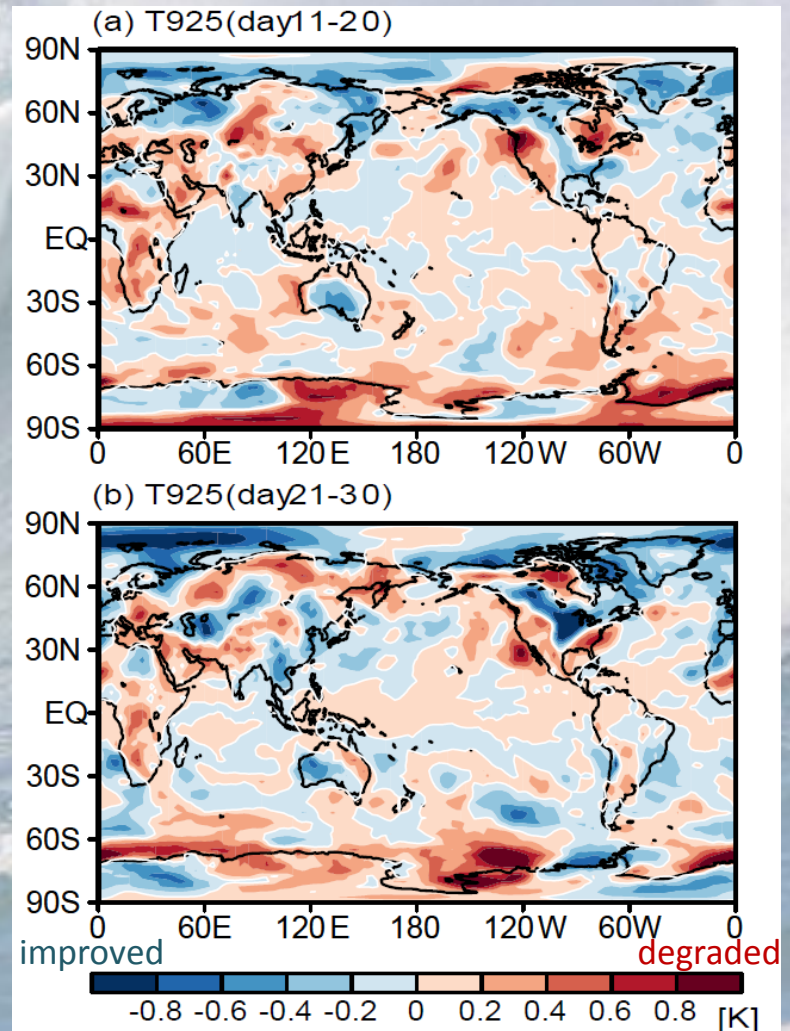 (a) T925(day11-20)
90N
60N
30N
EQ
30S
60S
90S
0 60E 120E 180 120W 60W 0
(b) T925(day21-30)
90N
60N
30N
EQ
30S
60S
90S
0 60E 120E 180 120W 60W 0
improved degraded
-0.8 -0.6 -0.4 -0.2 0 0.2 0.4 0.6 0.8 [K]